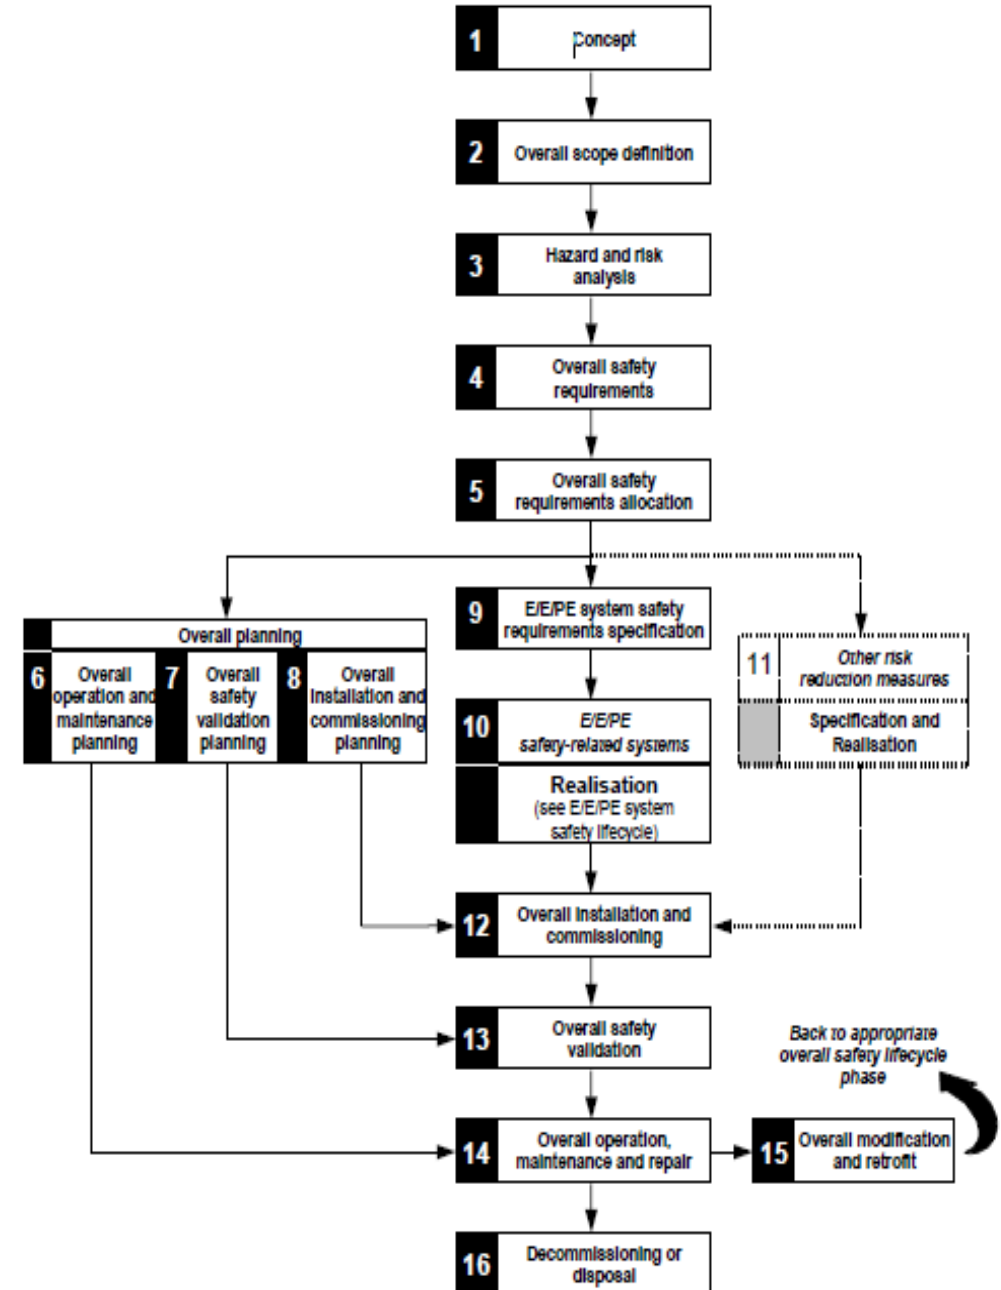 1
Concept
2
Overall scope definition
3
Hazard and risk
analysis
4
Overall safety
requirements
5
Overall safety
requirements allocation
Overall planning
6
Overall
operation and
maintenance
planning
7
Overall
safety
validation
planning
8
Overall
installation and
commissioning
planning
9
E/E/PE system safety
requirements specification
10
E/E/PE
safety-related systems
Realisation
(see E/E/PE system
safety lifecycle)
11
Other risk
reduction measures
Specification and
Realisation
12
Overall installation and
commissioning
13
Overall safety
validation
Back to appropriate
overall safety lifecycle
phase
14
Overall operation,
maintenance and repair
15
Overall modification
and retrofit
16
Decommissioning or
disposal